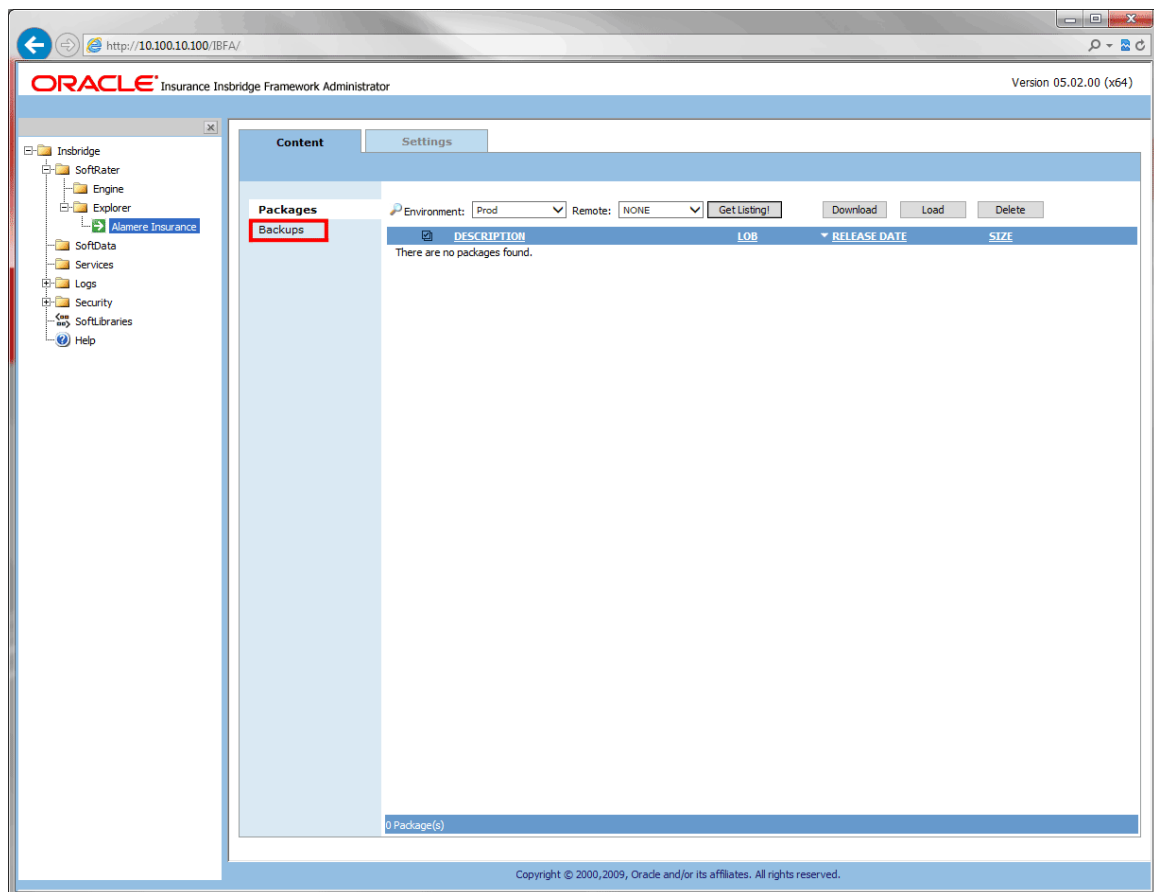 http://10.100.10.100/IBFA/
ORACLE Insurance Insbridge Framework Administrator
Version 05.02.00 (x64)
Insbridge
SoftRater
Engine
Explorer
Alamere Insurance
SoftData
Services
Logs
Security
SoftLibraries
Help
Content Settings
Packages
Backups
Environment: Prod Remote: NONE Get Listing! Download Load Delete
DESCRIPTION LOB RELEASE DATE SIZE
There are no packages found.
0 Package(s)
Copyright © 2000,2009, Oracle and/or its affiliates. All rights reserved.